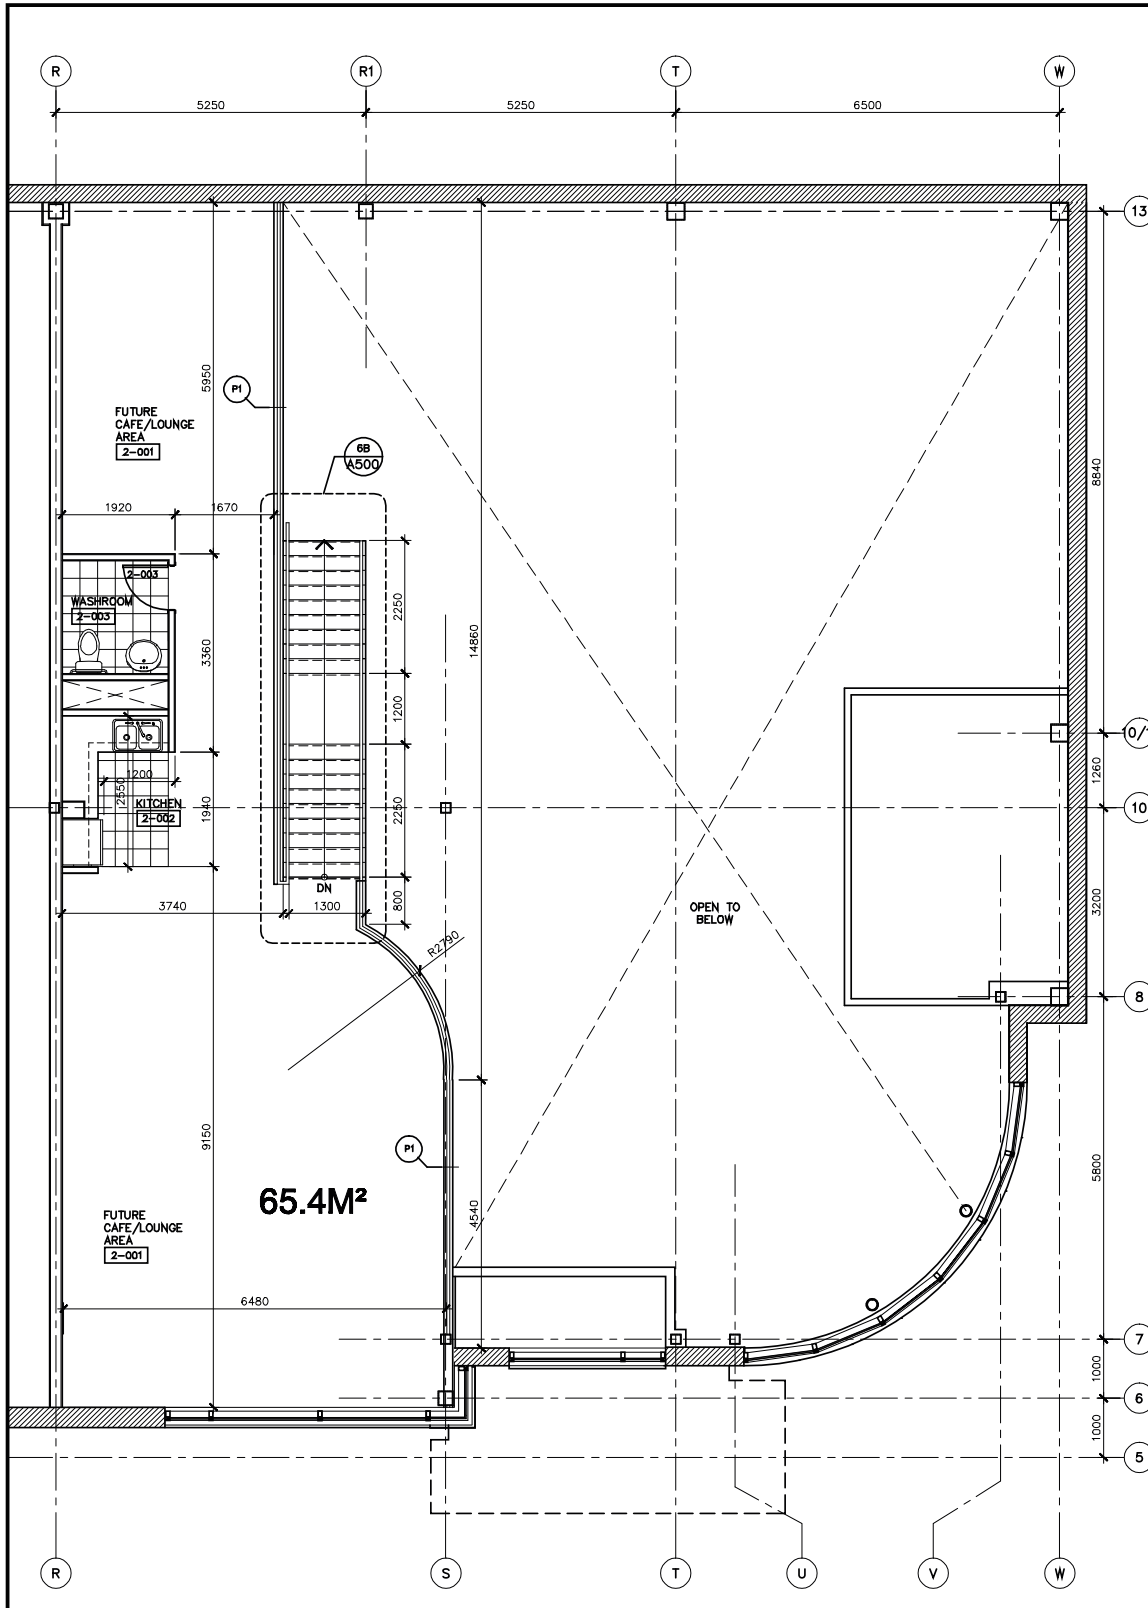 R
R1
T
W
5250
5250
6500
13
5950
P1
FUTURE
CAFE/LOUNGE
AREA
2-001
6B
A500
8840
1920
1670
2-003
WASHROOM
2-003
2250
14860
3360
1200
1260
1200
2550
KITCHEN
2-002
1940
2250
10
DN
3740
1300
800
OPEN TO
BELOW
3200
R2790
8
9150
P1
5800
65.4M²
4540
FUTURE
CAFE/LOUNGE
AREA
2-001
6480
7
1000
6
1000
5
R
S
T
U
V
W